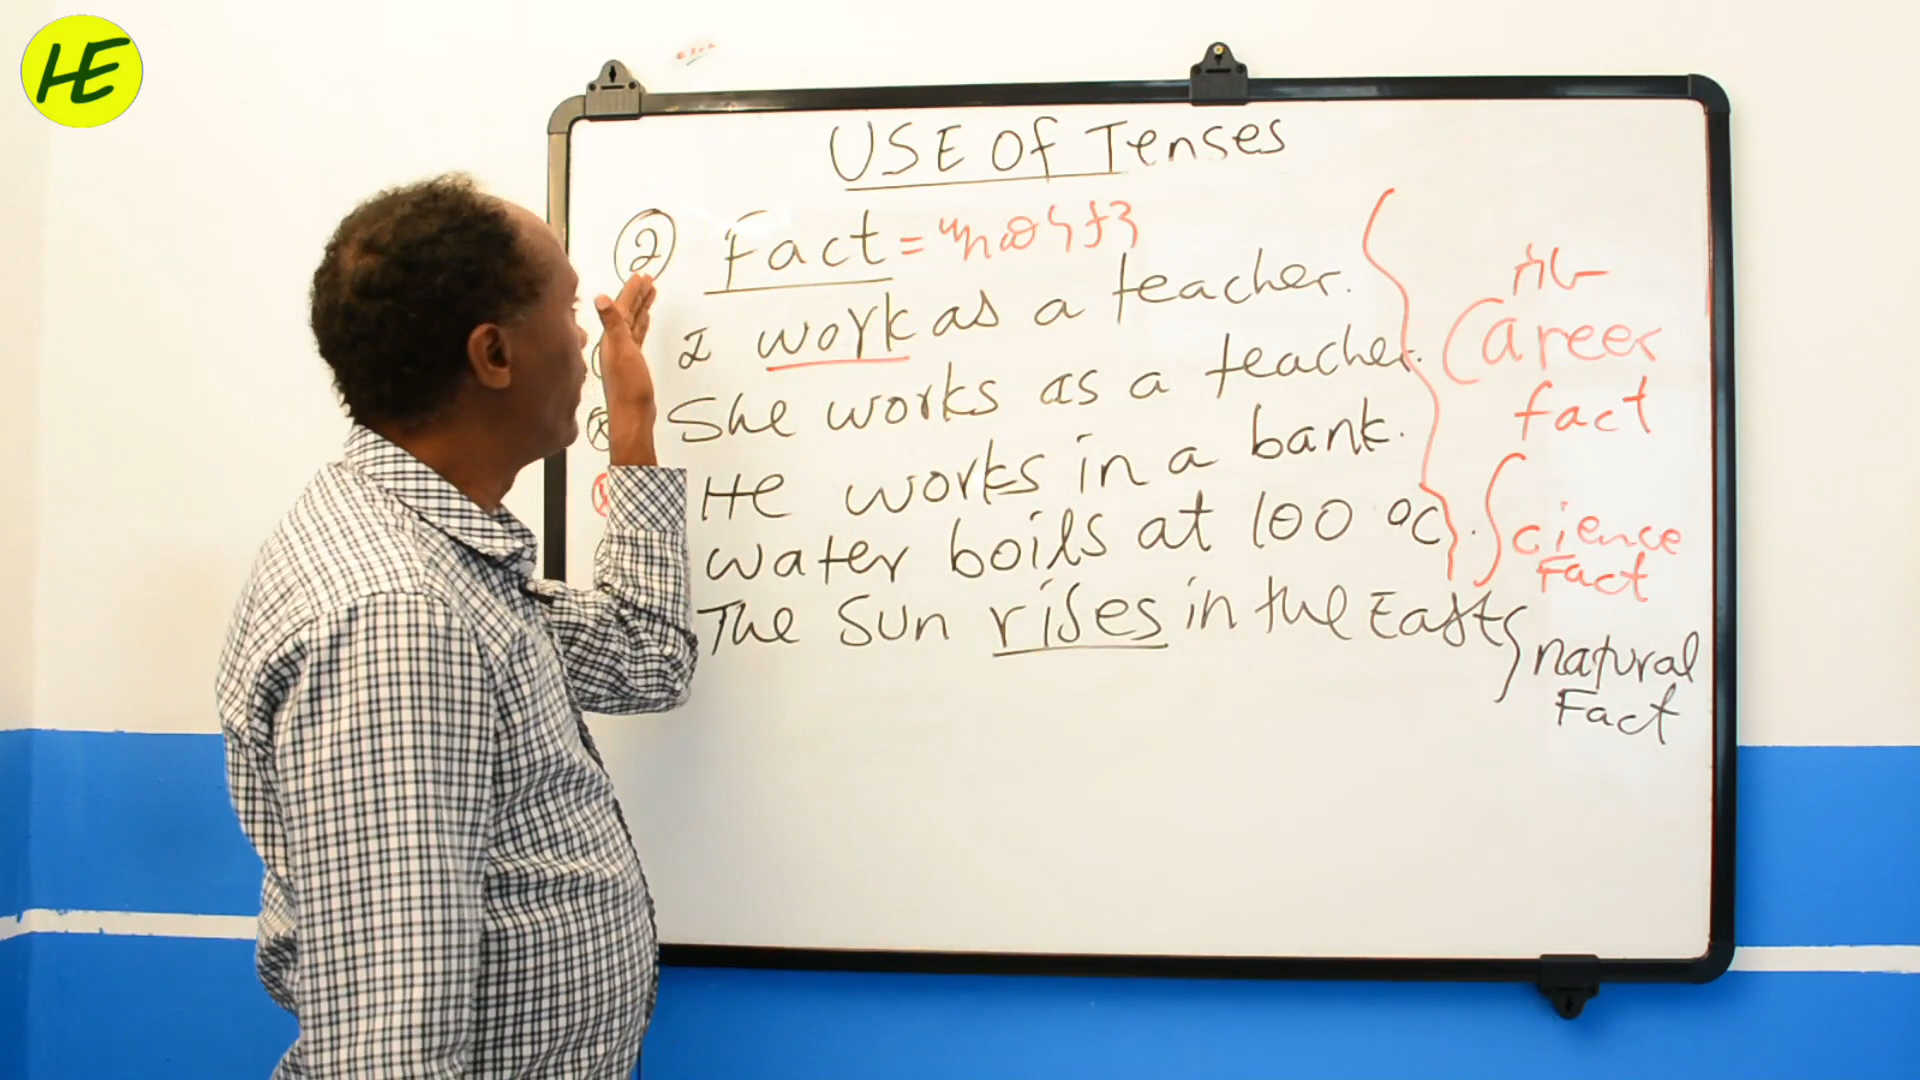 HE
USE Of Tenses
② Fact =
I work as a teacher.
She works as a teacher.
He works in a bank.
water boils at 100 °C.
The Sun rises in the East
Career
fact
Science
Fact
natural
Fact